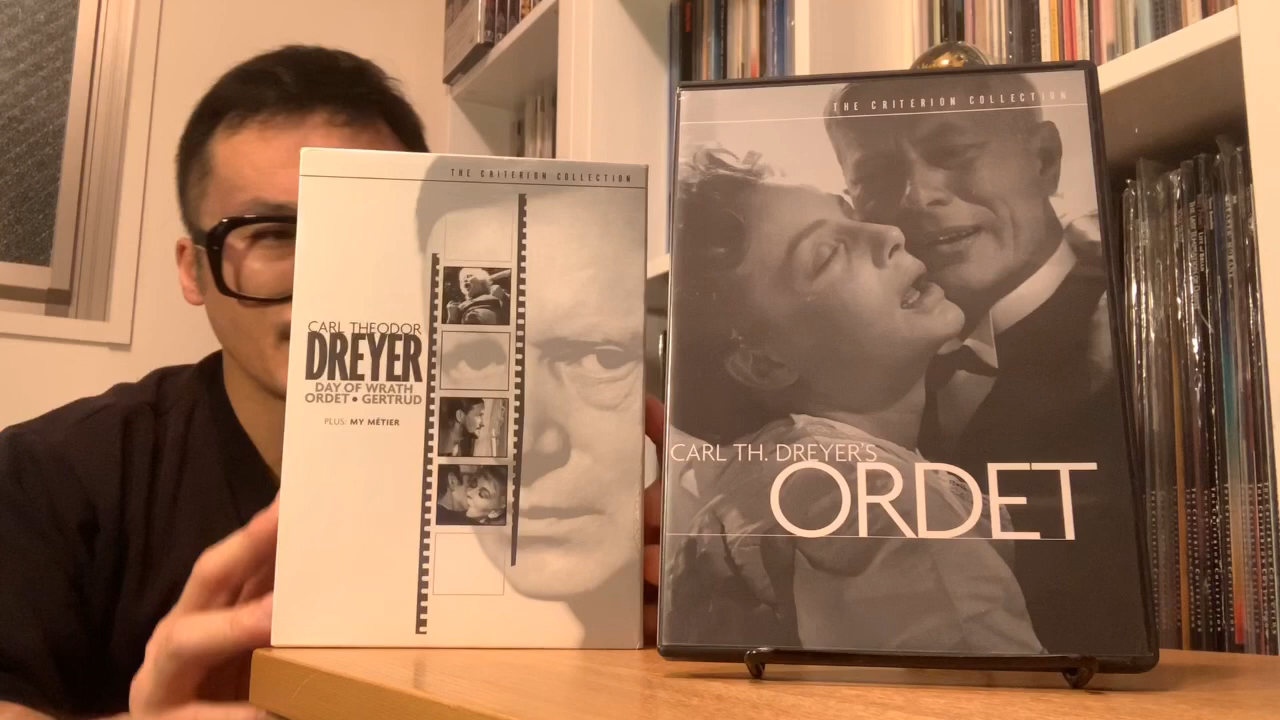 THE CRITERION COLLECTION
CARL THEODOR
DREYER
DAY OF WRATH
ORDET • GERTRUD
PLUS: MY MÉTIER
THE CRITERION COLLECTION
CARL TH. DREYER'S
ORDET